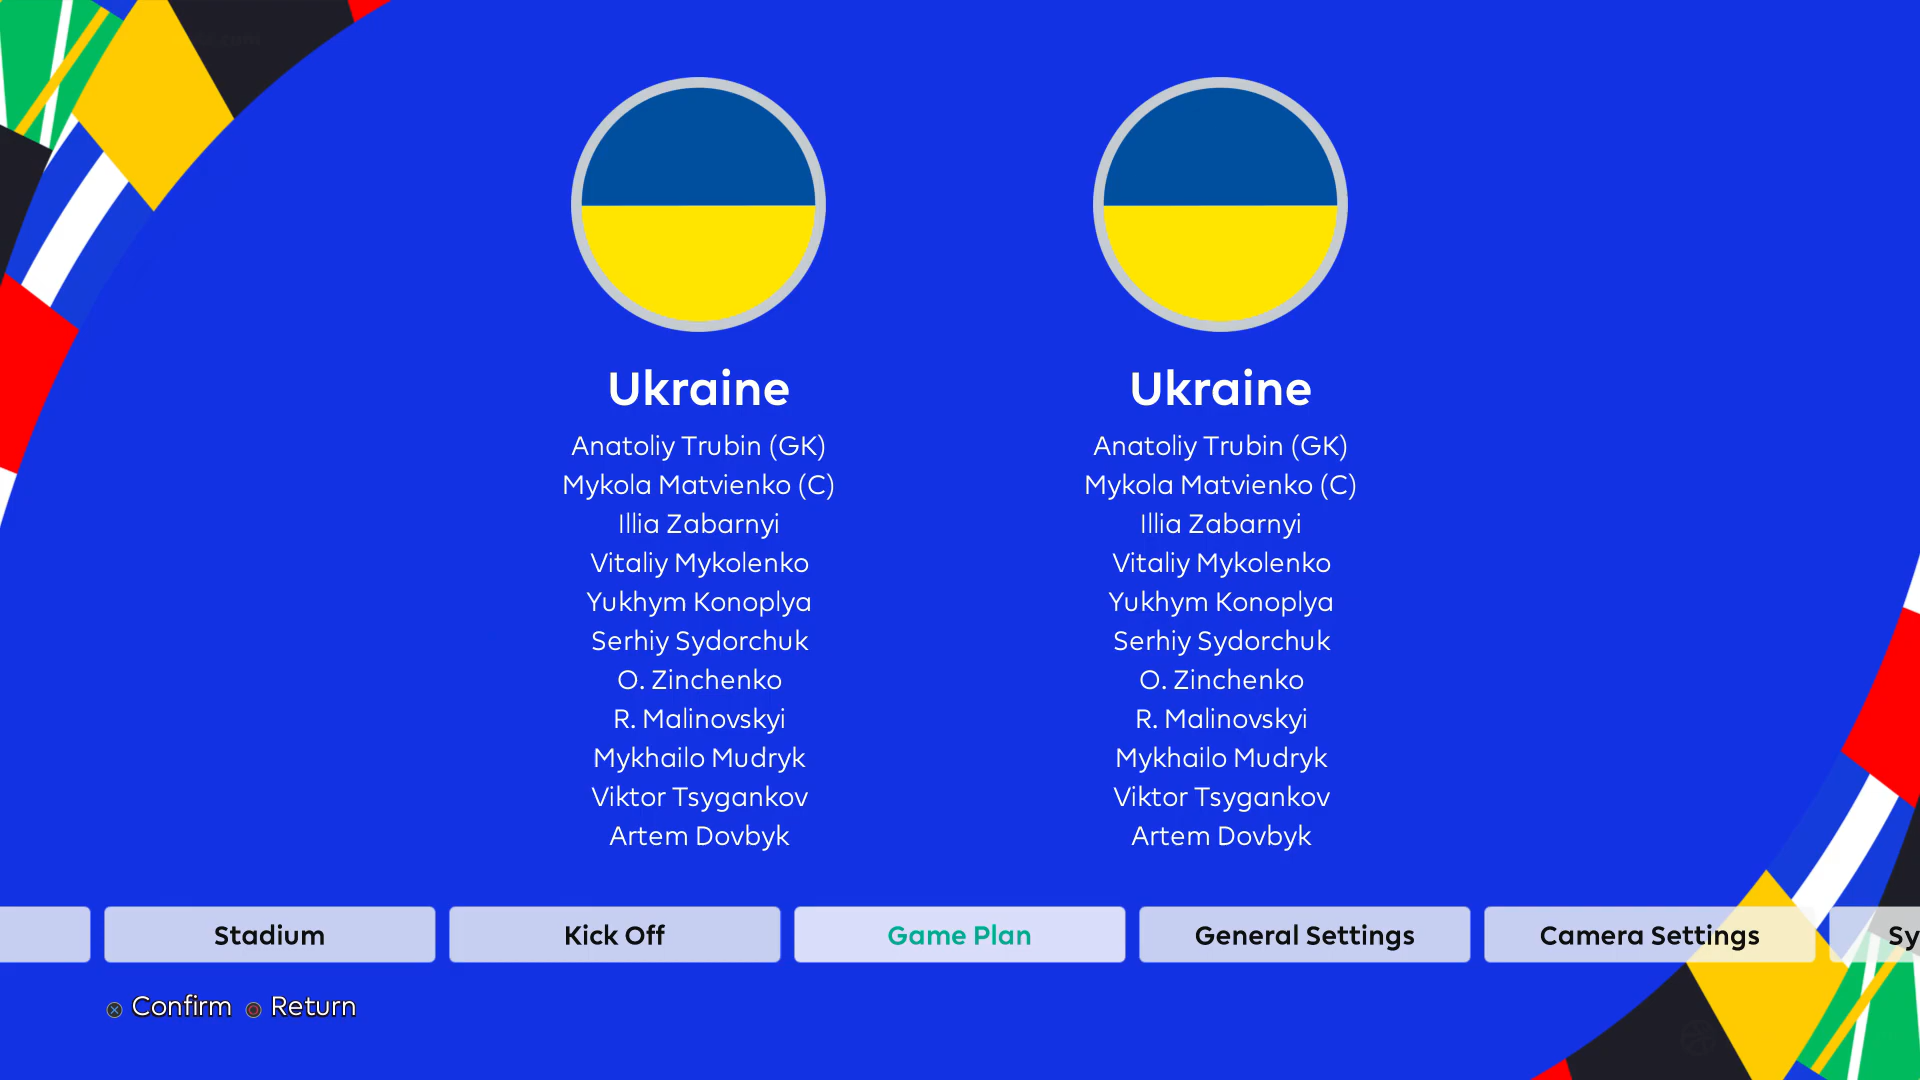 Ukraine
Anatoliy Trubin (GK)
Mykola Matvienko (C)
Illia Zabarnyi
Vitaliy Mykolenko
Yukhym Konoplya
Serhiy Sydorchuk
O. Zinchenko
R. Malinovskyi
Mykhailo Mudryk
Viktor Tsygankov
Artem Dovbyk
Ukraine
Anatoliy Trubin (GK)
Mykola Matvienko (C)
Illia Zabarnyi
Vitaliy Mykolenko
Yukhym Konoplya
Serhiy Sydorchuk
O. Zinchenko
R. Malinovskyi
Mykhailo Mudryk
Viktor Tsygankov
Artem Dovbyk
Stadium
Kick Off
Game Plan
General Settings
Camera Settings
Sy
Confirm
Return